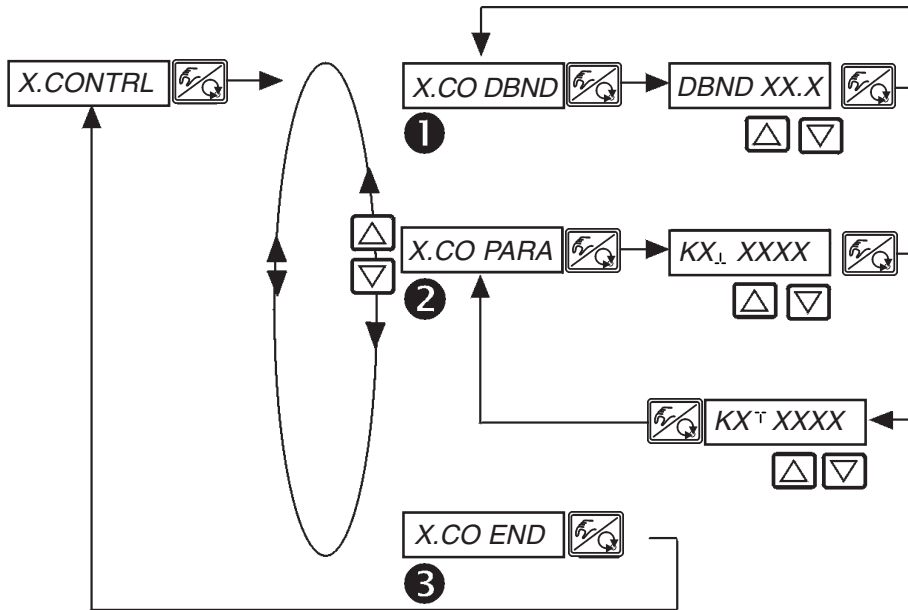 X.CONTRL
X.CO DBND
DBND XX.X
1
X.CO PARA
KX⊥ XXXX
2
KX⊤ XXXX
X.CO END
3